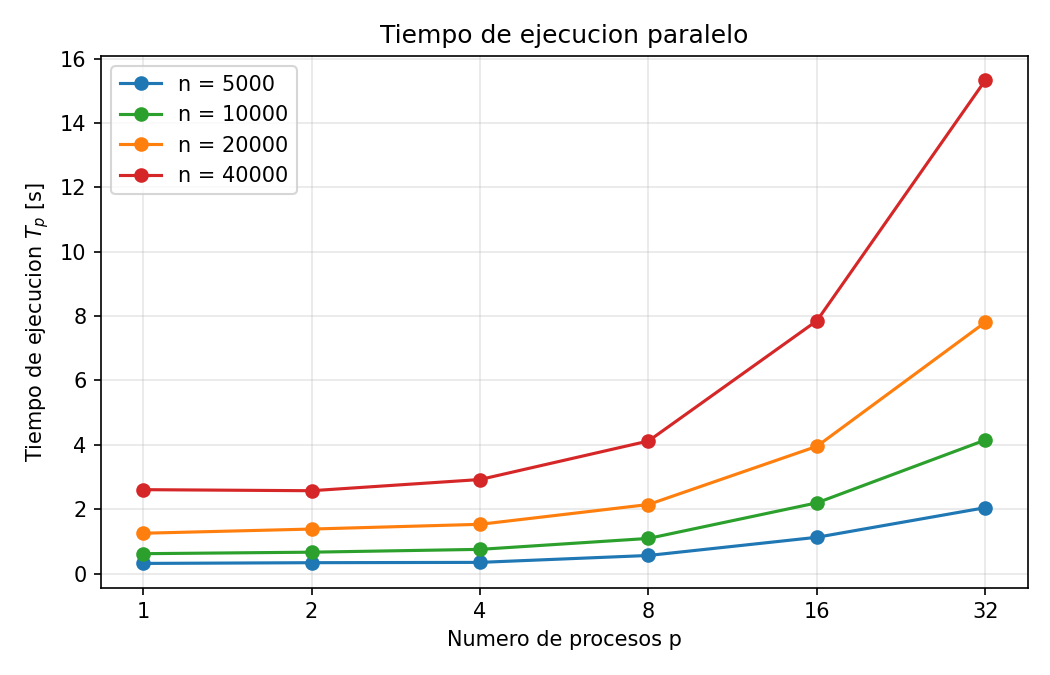 Tiempo de ejecucion paralelo
n = 5000
n = 10000
n = 20000
n = 40000
Tiempo de ejecucion Tp [s]
16
14
12
10
8
6
4
2
0
1 2 4 8 16 32
Numero de procesos p